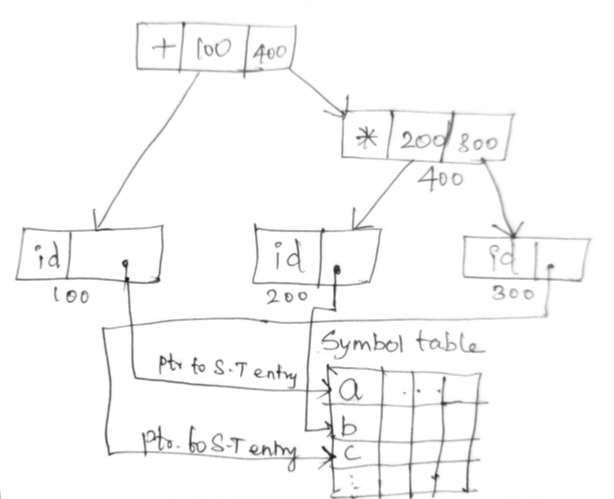 + 100 400
* 200 300
400
id
100
id
200
id
300
Symbol table
ptr to S.T entry
a . . .
b
ptr. to S.T entry
c
: